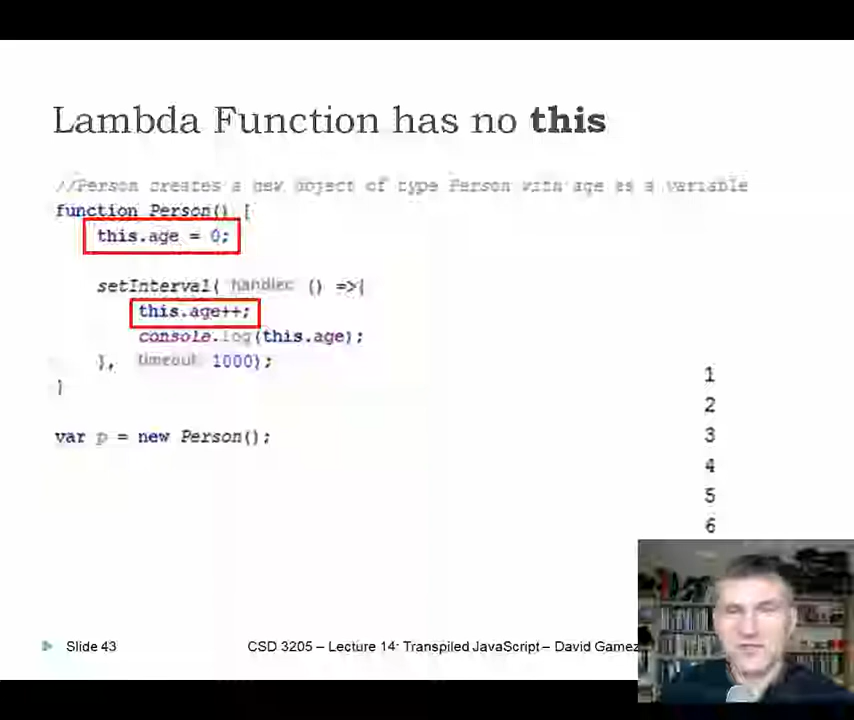 Lambda Function has no this
//Person creates a new object of type Person with age as a variable
function Person() {
this.age = 0;
setInterval( handler () =>{
this.age++;
console.log(this.age);
}, timeout 1000);
}
var p = new Person();
1
2
3
4
5
6
Slide 43
CSD 3205 – Lecture 14: Transpiled JavaScript – David Gamez